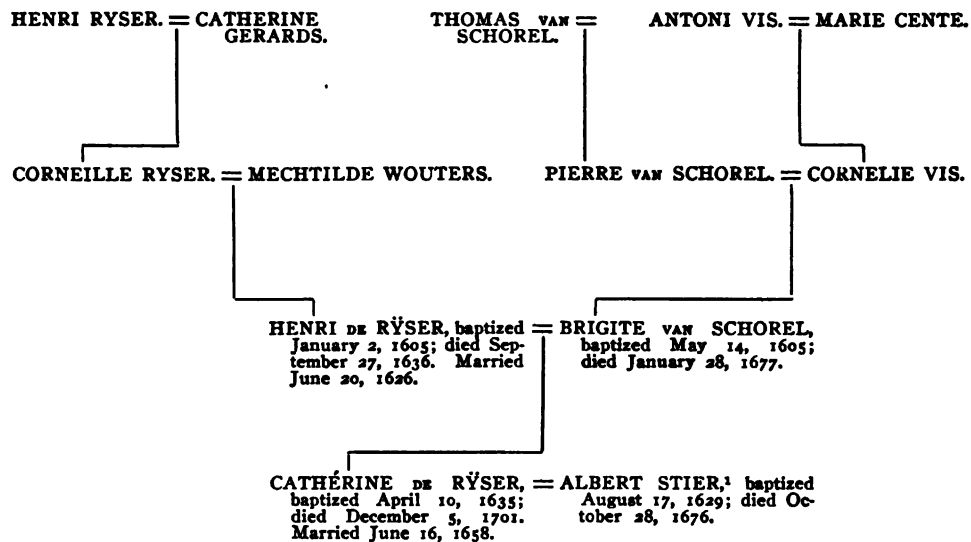 HENRI RYSER. = CATHERINE GERARDS.
THOMAS VAN SCHOREL. =
ANTONI VIS. = MARIE CENTE.
CORNEILLE RYSER. = MECHTILDE WOUTERS.
PIERRE VAN SCHOREL. = CORNELIE VIS.
HENRI DE RŸSER, baptized
January 2, 1605; died Sep-
tember 27, 1636. Married
June 20, 1626.
= BRIGITE VAN SCHOREL,
baptized May 14, 1605;
died January 28, 1677.
CATHÉRINE DE RŸSER,
baptized April 10, 1635;
died December 5, 1701.
Married June 16, 1658.
= ALBERT STIER,¹ baptized
August 17, 1629; died Oc-
tober 28, 1676.